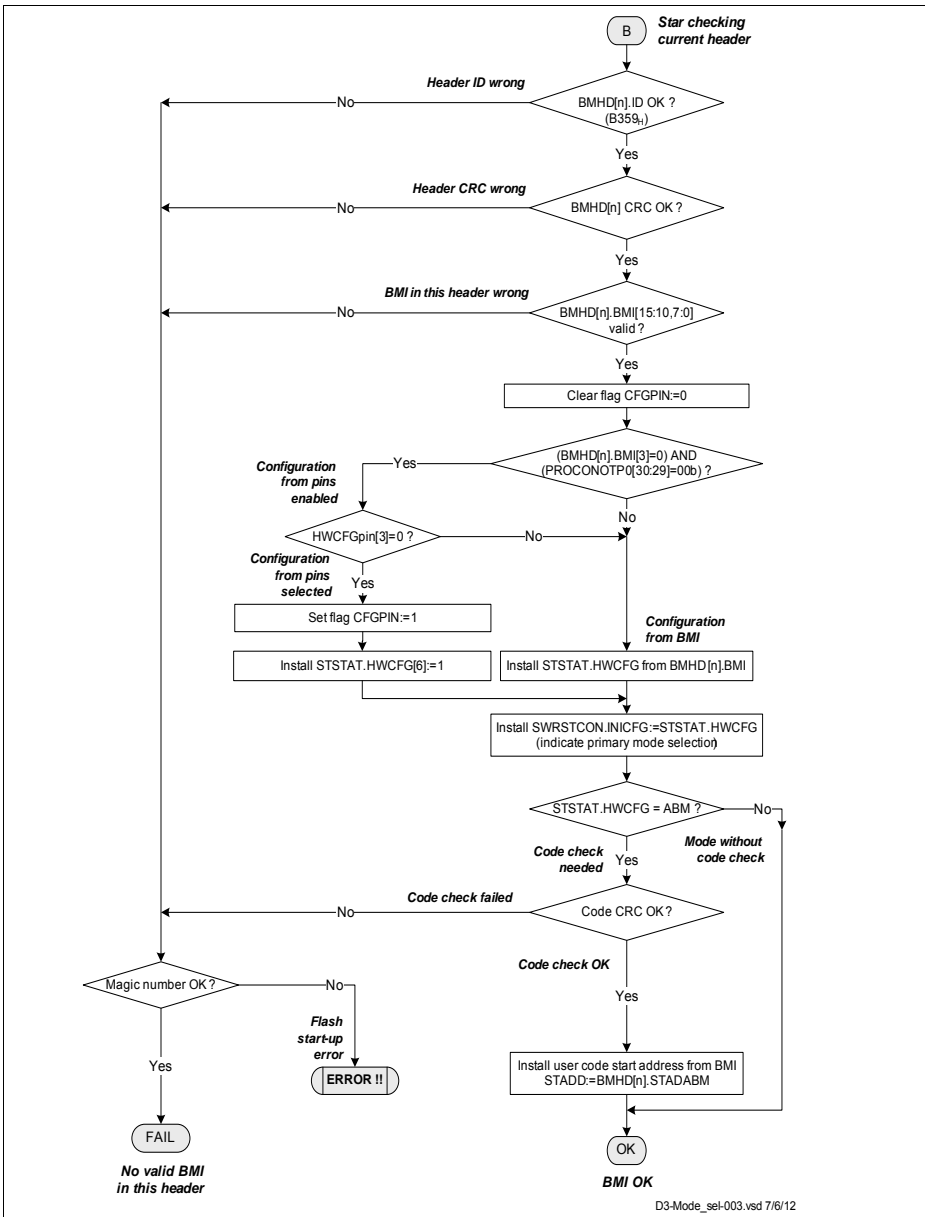 B
Star checking
current header
Header ID wrong
No
BMHD[n].ID OK ?
(B359H)
Yes
Header CRC wrong
No
BMHD[n] CRC OK ?
Yes
BMI in this header wrong
No
BMHD[n].BMI[15:10,7:0]
valid ?
Yes
Clear flag CFGPIN:=0
(BMHD[n].BMI[3]=0) AND
(PROCONOTP0[30:29]=00b) ?
Yes
Configuration
from pins
enabled
No
HWCFGpin[3]=0 ?
No
Configuration
from pins
selected
Yes
Set flag CFGPIN:=1
Configuration
from BMI
Install STSTAT.HWCFG[6]:=1
Install STSTAT.HWCFG from BMHD[n].BMI
Install SWRSTCON.INICFG:=STSTAT.HWCFG
(indicate primary mode selection)
STSTAT.HWCFG = ABM ?
No
Mode without
code check
Code check
needed
Yes
Code check failed
No
Code CRC OK?
Code check OK
Yes
Magic number OK?
No
Flash
start-up
error
ERROR !!
Yes
Install user code start address from BMI
STADD:=BMHD[n].STADABM
FAIL
No valid BMI
in this header
OK
BMI OK
D3-Mode_sel-003.vsd 7/6/12